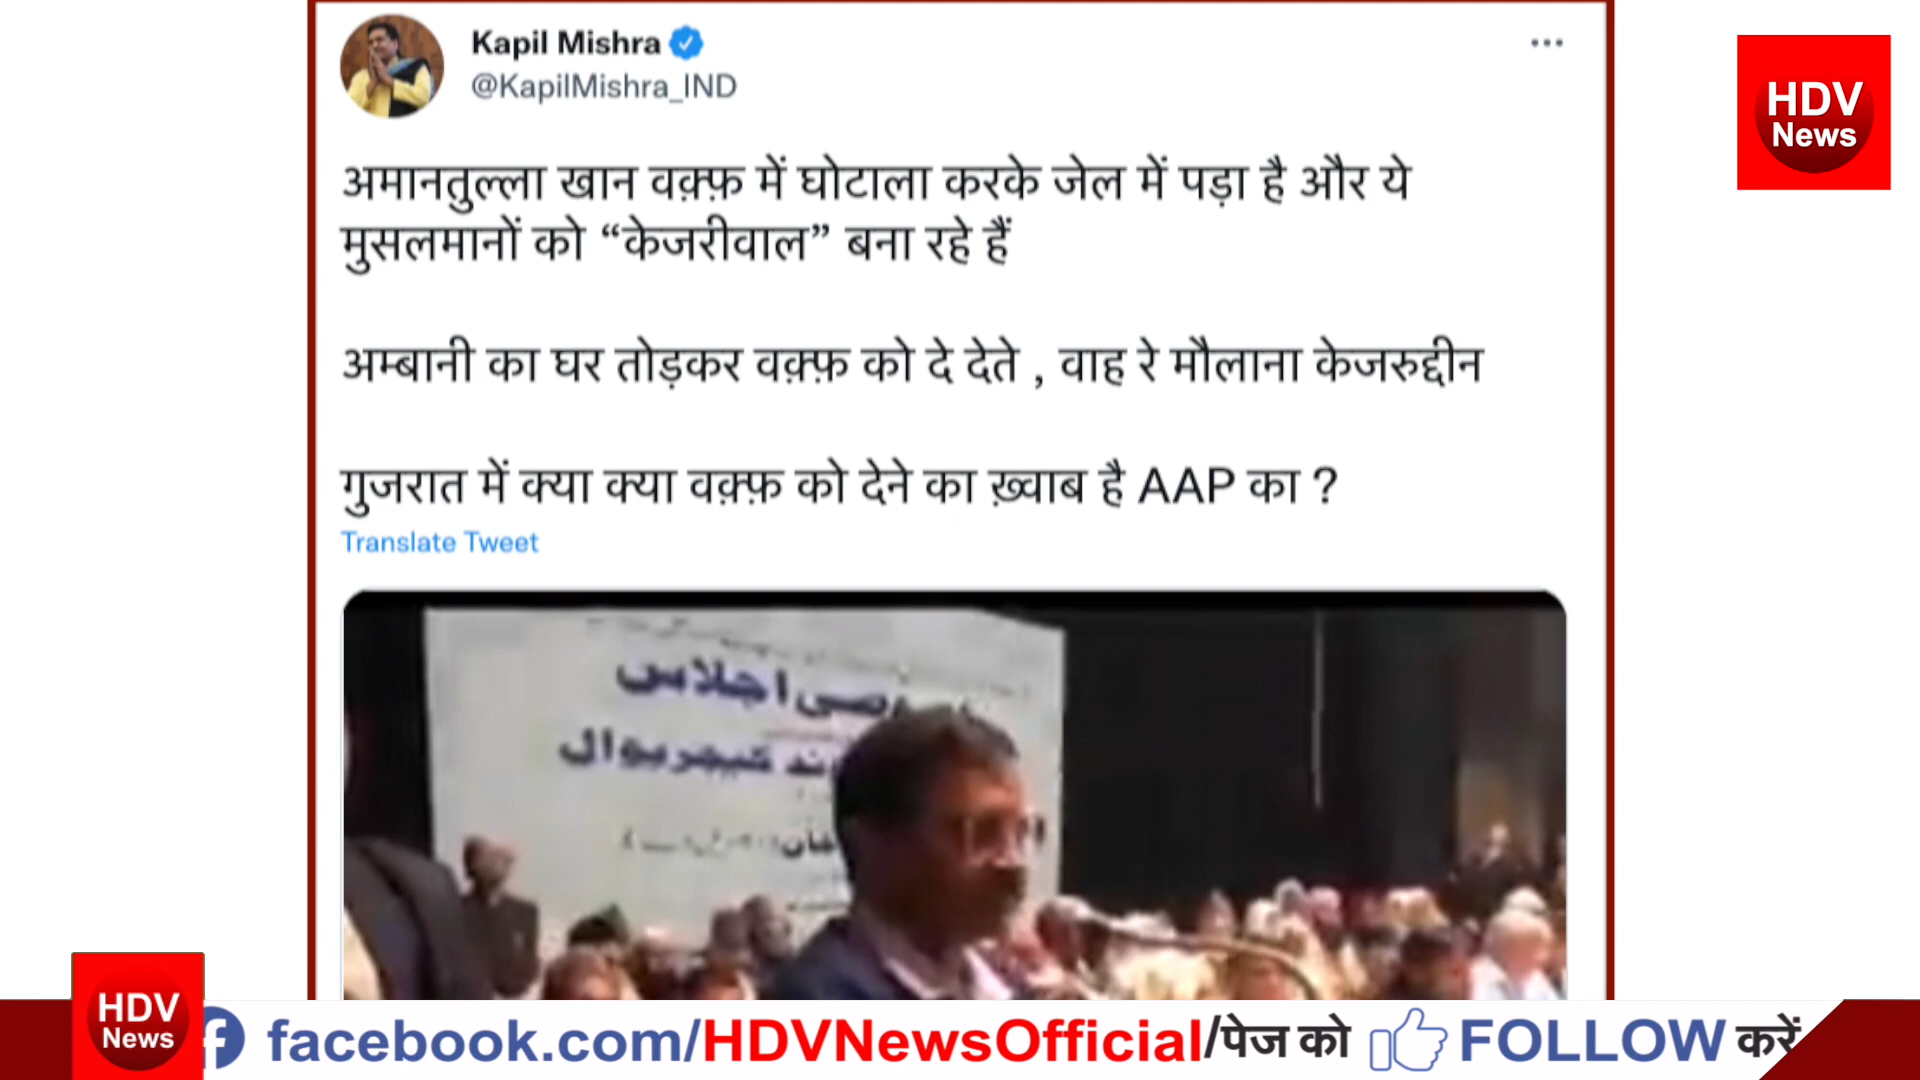 Kapil Mishra
@KapilMishra_IND
HDV
News
अमानतुल्ला खान वक़्फ़ में घोटाला करके जेल में पड़ा है और ये
मुसलमानों को “केजरीवाल” बना रहे हैं
अम्बानी का घर तोड़कर वक़्फ़ को दे देते , वाह रे मौलाना केजरुद्दीन
गुजरात में क्या क्या वक़्फ़ को देने का ख़्वाब है AAP का ?
Translate Tweet
اجلاس
کیجریوال
خان
HDV
News
facebook.com/HDVNewsOfficial/पेज को FOLLOW करें